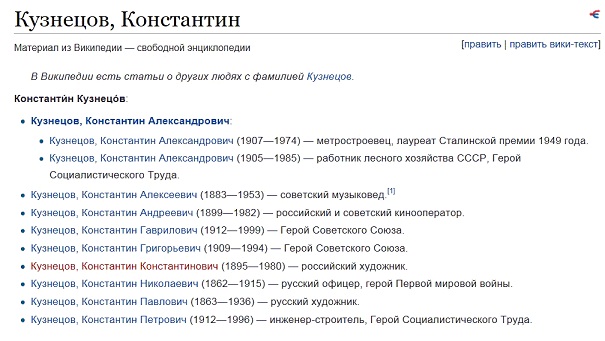 Кузнецов, Константин
Материал из Википедии — свободной энциклопедии
[править | править вики-текст]
В Википедии есть статьи о других людях с фамилией Кузнецов.
Константи́н Кузнецо́в:
Кузнецов, Константин Александрович:
Кузнецов, Константин Александрович (1907—1974) — метростроевец, лауреат Сталинской премии 1949 года.
Кузнецов, Константин Александрович (1905—1985) — работник лесного хозяйства СССР, Герой
Социалистического Труда.
Кузнецов, Константин Алексеевич (1883—1953) — советский музыковед.[1]
Кузнецов, Константин Андреевич (1899—1982) — российский и советский кинооператор.
Кузнецов, Константин Гаврилович (1912—1999) — Герой Советского Союза.
Кузнецов, Константин Григорьевич (1909—1994) — Герой Советского Союза.
Кузнецов, Константин Константинович (1895—1980) — российский художник.
Кузнецов, Константин Николаевич (1862—1915) — русский офицер, герой Первой мировой войны.
Кузнецов, Константин Павлович (1863—1936) — русский художник.
Кузнецов, Константин Петрович (1912—1996) — инженер-строитель, Герой Социалистического Труда.